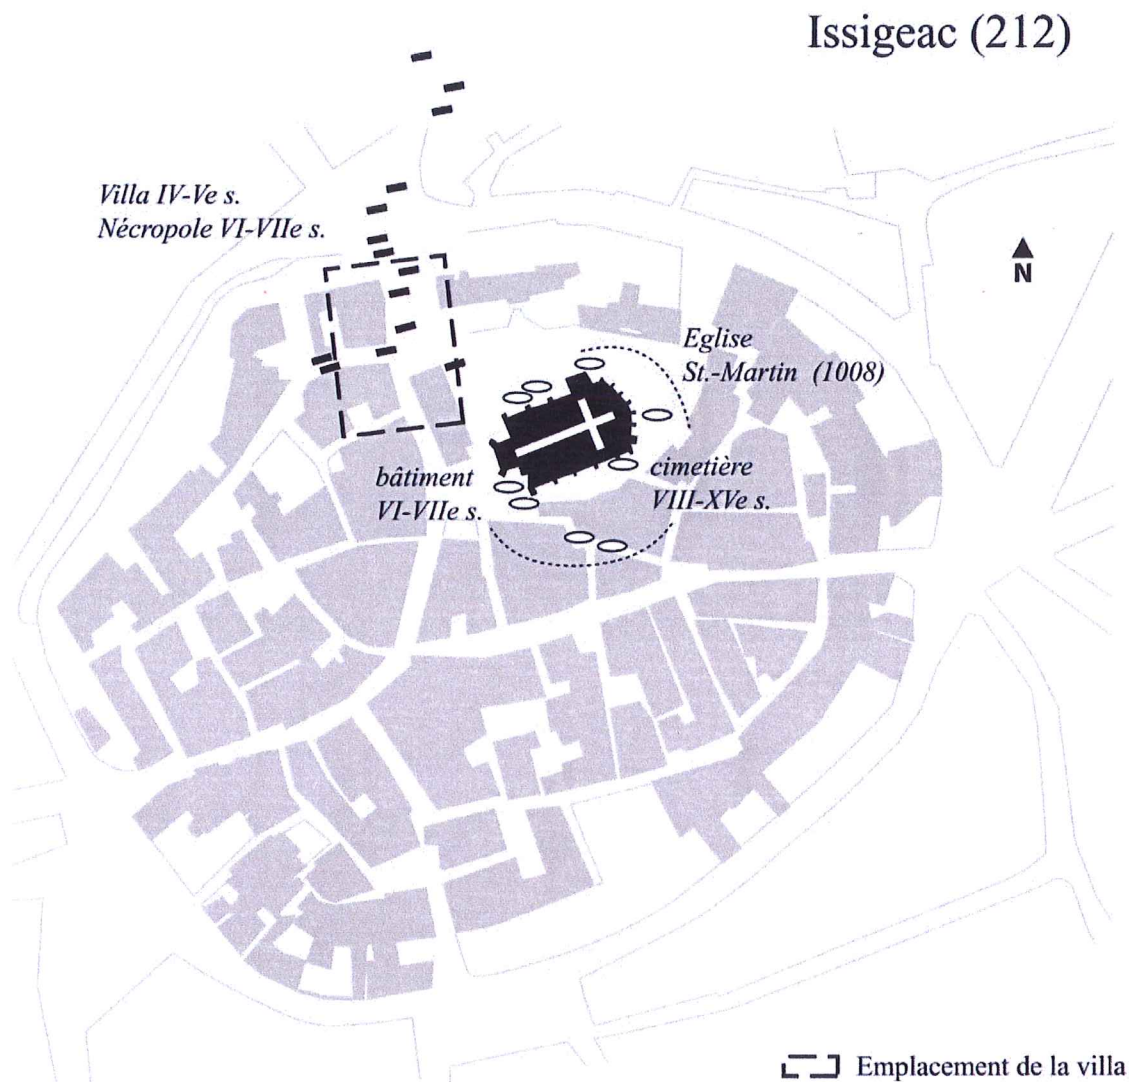 Issigeac (212)
Villa IV-Ve s.
Nécropole VI-VIIe s.
N
Eglise
St.-Martin (1008)
bâtiment
VI-VIIe s.
cimetière
VIII-XVe s.
Emplacement de la villa